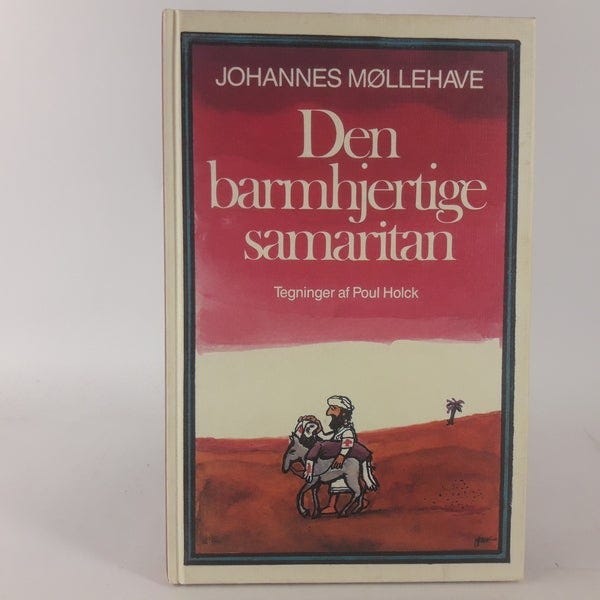 JOHANNES MØLLEHAVE
Den
barmhjertige
samaritan
Tegninger af Poul Holck